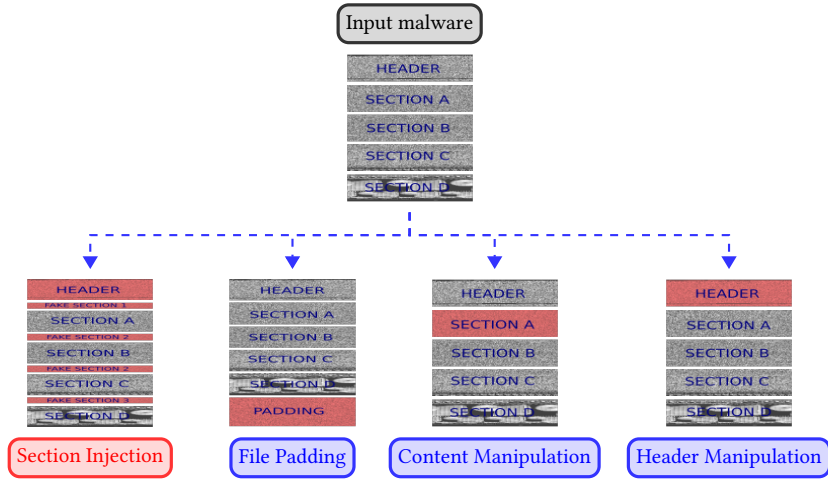 Input malware
HEADER
SECTION A
SECTION B
SECTION C
SECTION D
HEADER
FAKE SECTION 1
SECTION A
FAKE SECTION 2
SECTION B
FAKE SECTION 2
SECTION C
FAKE SECTION 3
SECTION D
Section Injection
HEADER
SECTION A
SECTION B
SECTION C
SECTION D
PADDING
File Padding
HEADER
SECTION A
SECTION B
SECTION C
SECTION D
Content Manipulation
HEADER
SECTION A
SECTION B
SECTION C
SECTION D
Header Manipulation